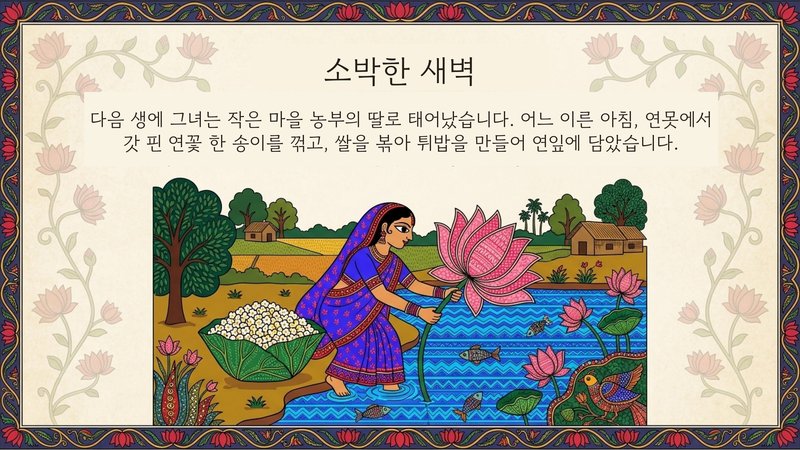 소박한 새벽
다음 생에 그녀는 작은 마을 농부의 딸로 태어났습니다. 어느 이른 아침, 연못에서
갓 핀 연꽃 한 송이를 꺾고, 쌀을 볶아 튀밥을 만들어 연잎에 담았습니다.